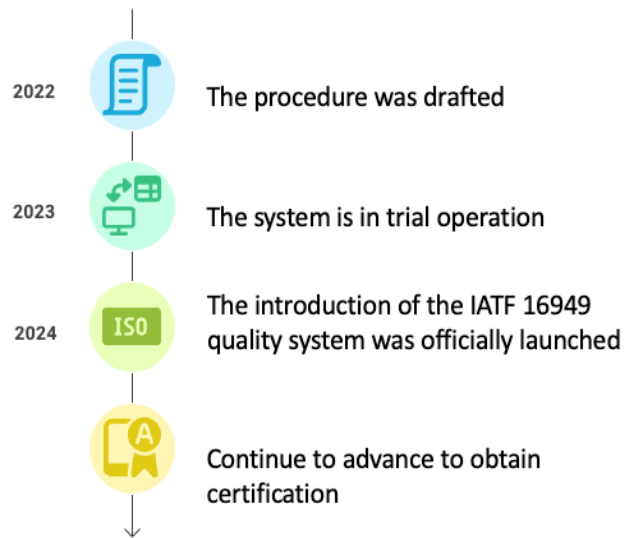 2022
The procedure was drafted
2023
The system is in trial operation
2024
ISO
The introduction of the IATF 16949
quality system was officially launched
A
Continue to advance to obtain
certification